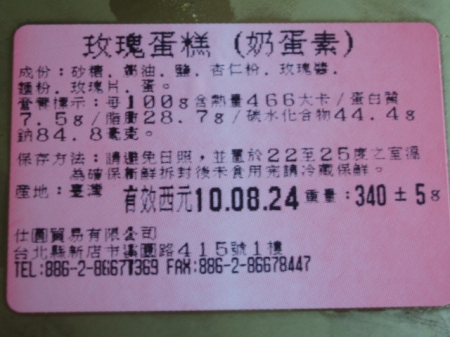 玫瑰蛋糕（奶蛋素）
成份：砂糖．奶油．鹽．杏仁粉．玫瑰醬．
麵粉．玫瑰片．蛋。
營養標示：每100g含熱量466大卡/蛋白質
7.5g/脂肪28.7g/碳水化合物44.4g
鈉84.8毫克。
保存方法：請避免日照，並置於22至25度之室溫
為確保新鮮拆封後未食用完請冷藏保鮮。
產地：臺灣 有效西元10.08.24 重量：340±5g
仕圓貿易有限公司
台北縣新店市 路415號1樓
TEL:886-2-86671369 FAX:886-2-86678447